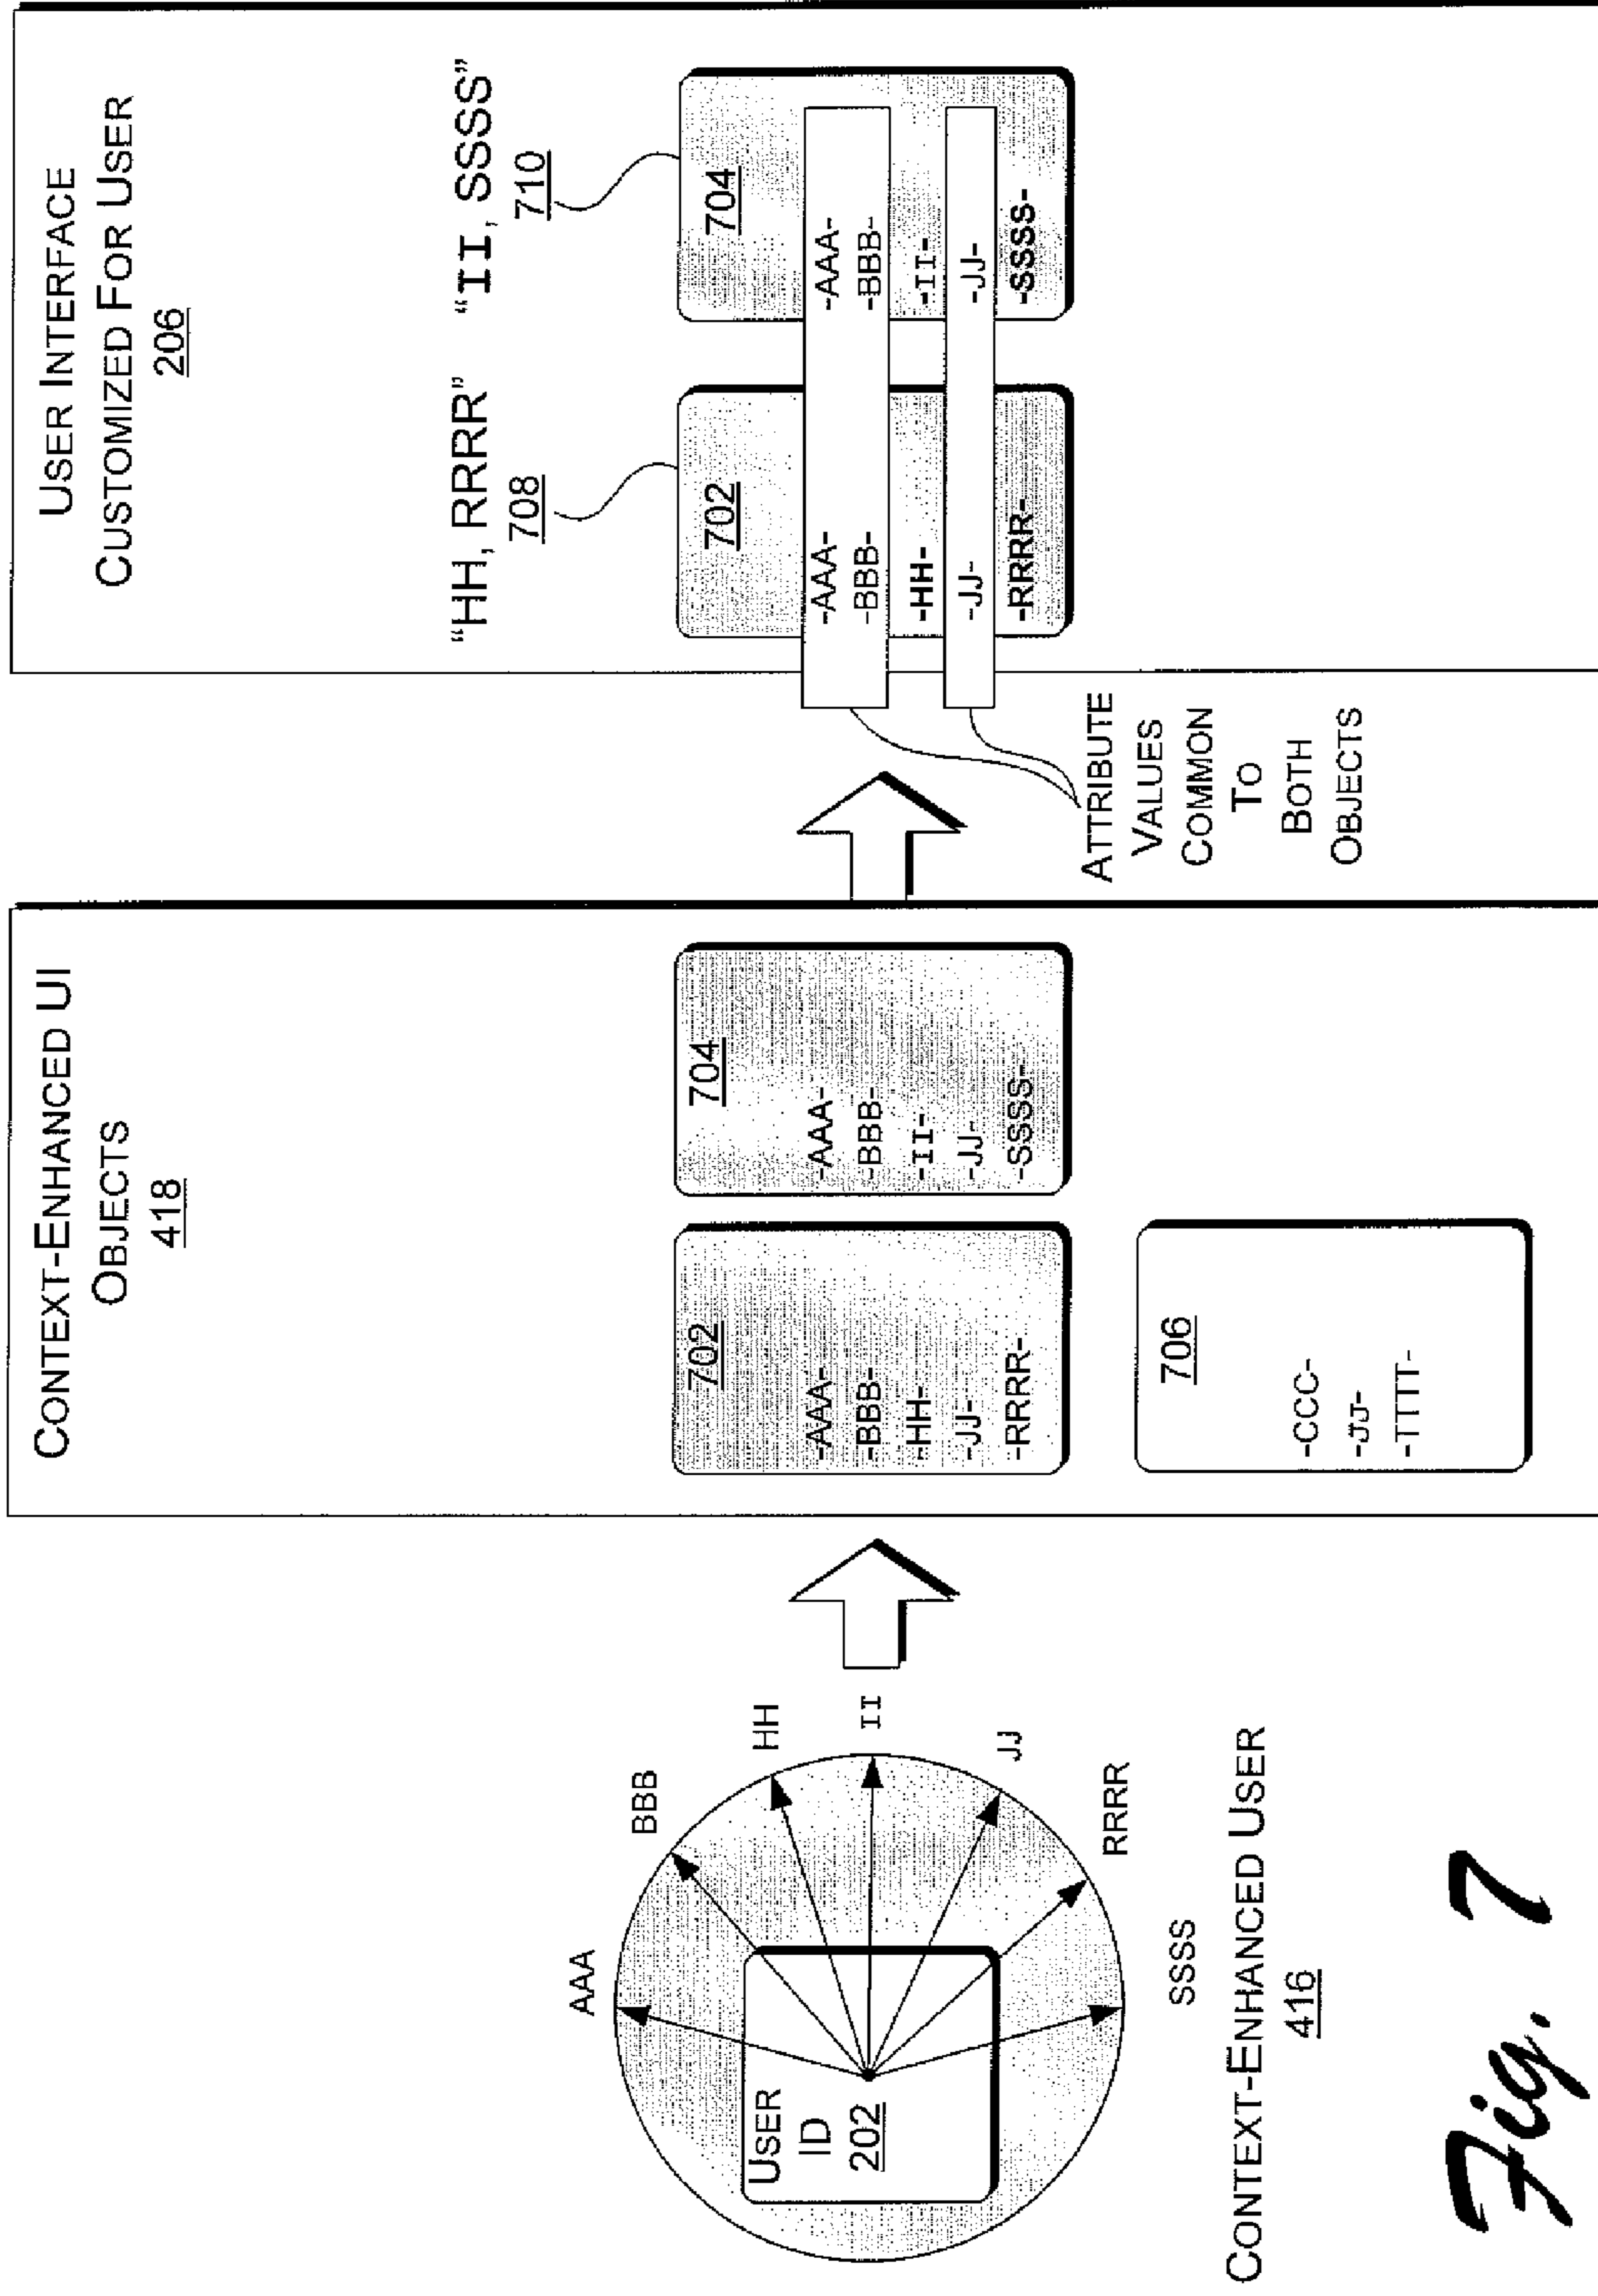 AAA
BBB
HH
II
JJ
RRRR
SSSS
USER
ID
202
CONTEXT-ENHANCED USER
416
CONTEXT-ENHANCED UI
OBJECTS
418
702
-AAA-
-BBB-
-HH-
-JJ-
-RRRR-
704
-AAA-
-BBB-
-II-
-JJ-
-SSSS-
706
-CCC-
-JJ-
-TTTT-
USER INTERFACE
CUSTOMIZED FOR USER
206
“HH, RRRR”
708
“II, SSSS”
710
702
-AAA-
-BBB-
-HH-
-JJ-
-RRRR-
704
-AAA-
-BBB-
-II-
-JJ-
-SSSS-
ATTRIBUTE
VALUES
COMMON
TO
BOTH
OBJECTS
Fig. 7